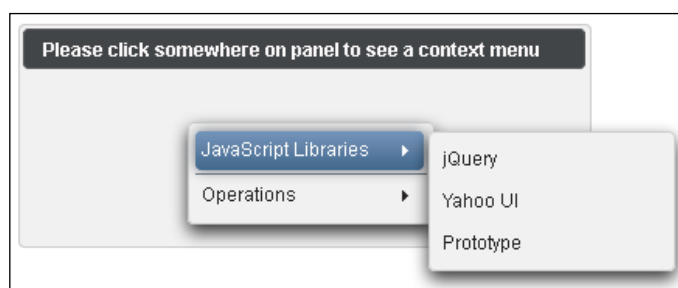 Please click somewhere on panel to see a context menu
JavaScript Libraries
Operations
jQuery
Yahoo UI
Prototype